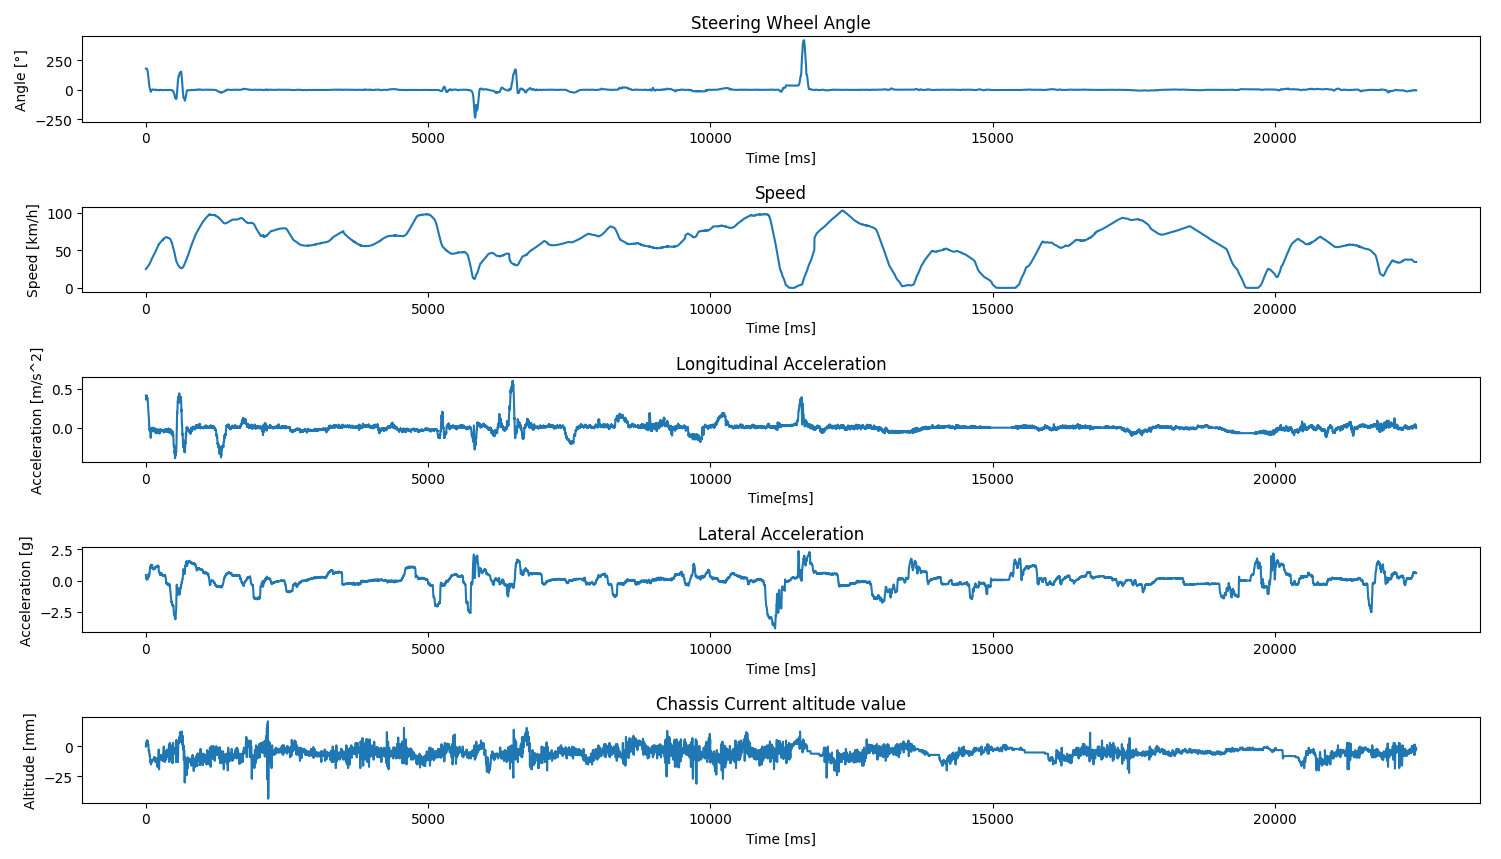 Steering Wheel Angle
Angle [°]
250
0
−250
0 5000 10000 15000 20000
Time [ms]
Speed
Speed [km/h]
100
50
0
0 5000 10000 15000 20000
Time [ms]
Longitudinal Acceleration
Acceleration [m/s^2]
0.5
0.0
0 5000 10000 15000 20000
Time[ms]
Lateral Acceleration
Acceleration [g]
2.5
0.0
−2.5
0 5000 10000 15000 20000
Time [ms]
Chassis Current altitude value
Altitude [mm]
0
−25
0 5000 10000 15000 20000
Time [ms]